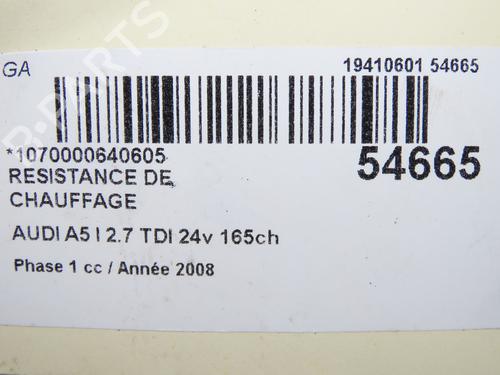 GA
19410601 54665
*1070000640605
54665
RESISTANCE DE
CHAUFFAGE
AUDI A5 I 2.7 TDI 24v 165ch
Phase 1 cc / Année 2008